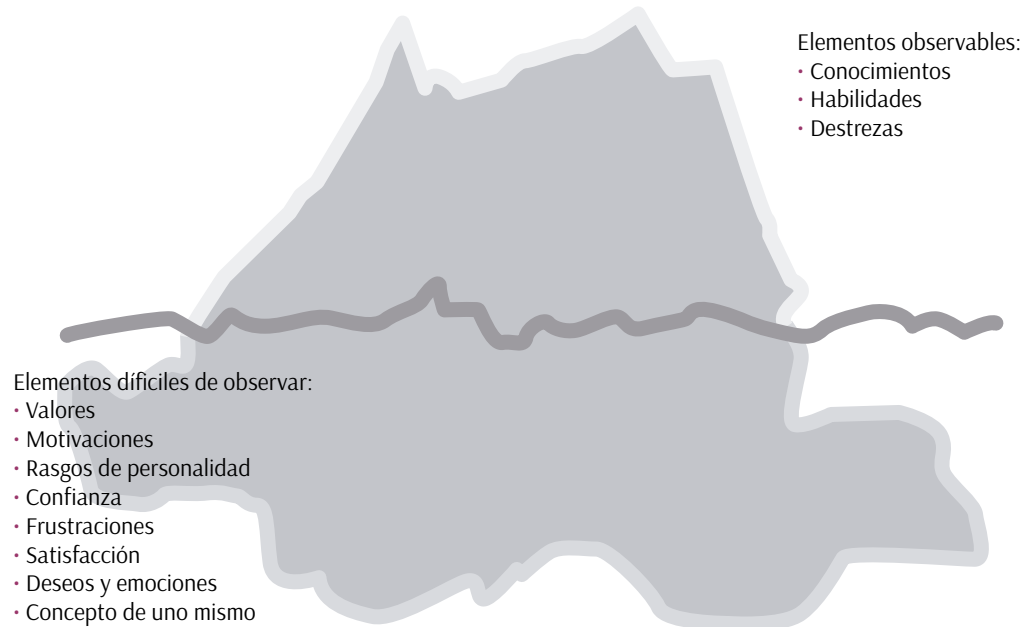 Elementos observables:
· Conocimientos
· Habilidades
· Destrezas
Elementos díficiles de observar:
· Valores
· Motivaciones
· Rasgos de personalidad
· Confianza
· Frustraciones
· Satisfacción
· Deseos y emociones
· Concepto de uno mismo